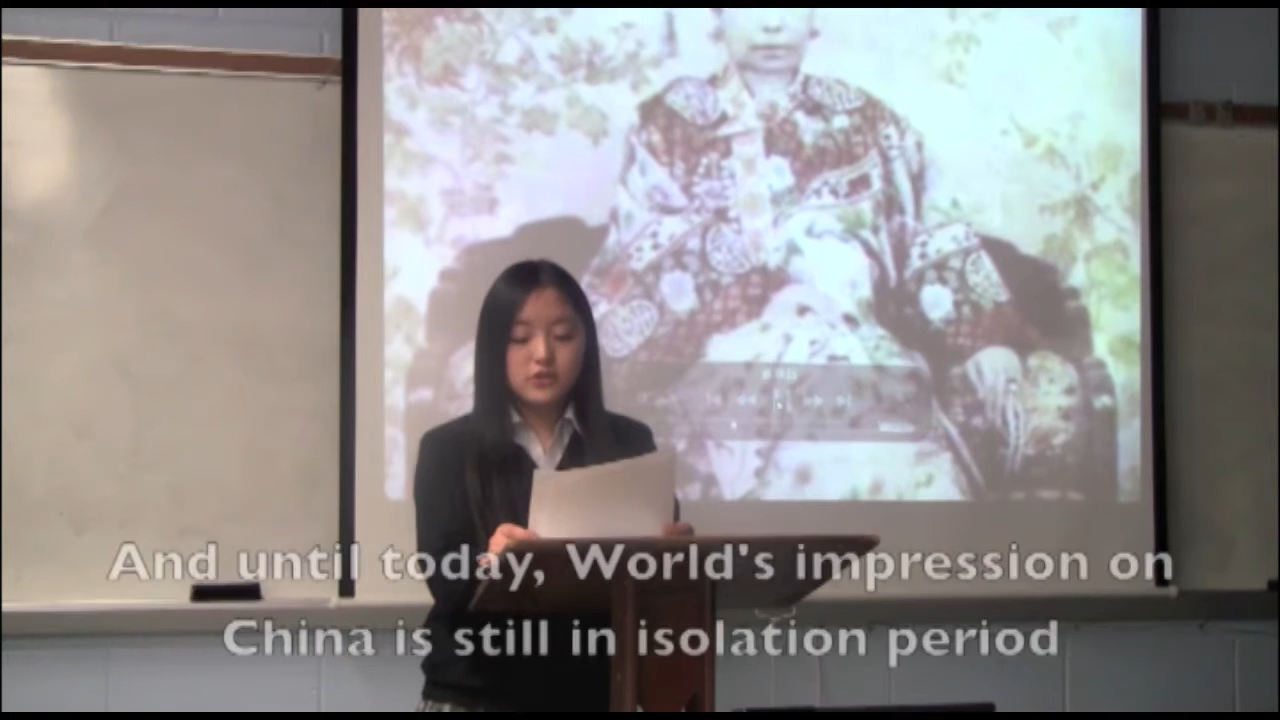 And until today, World's impression on
China is still in isolation period